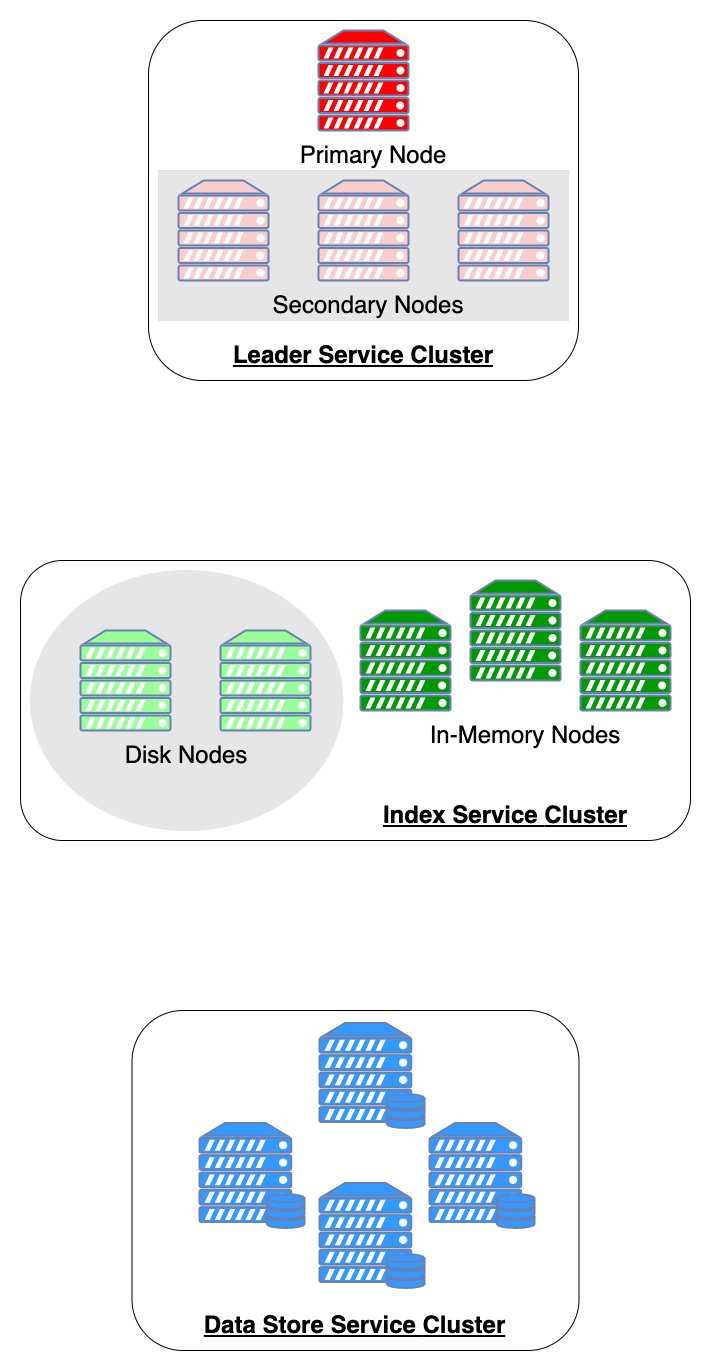 Primary Node
Secondary Nodes
Leader Service Cluster
Disk Nodes
In-Memory Nodes
Index Service Cluster
Data Store Service Cluster